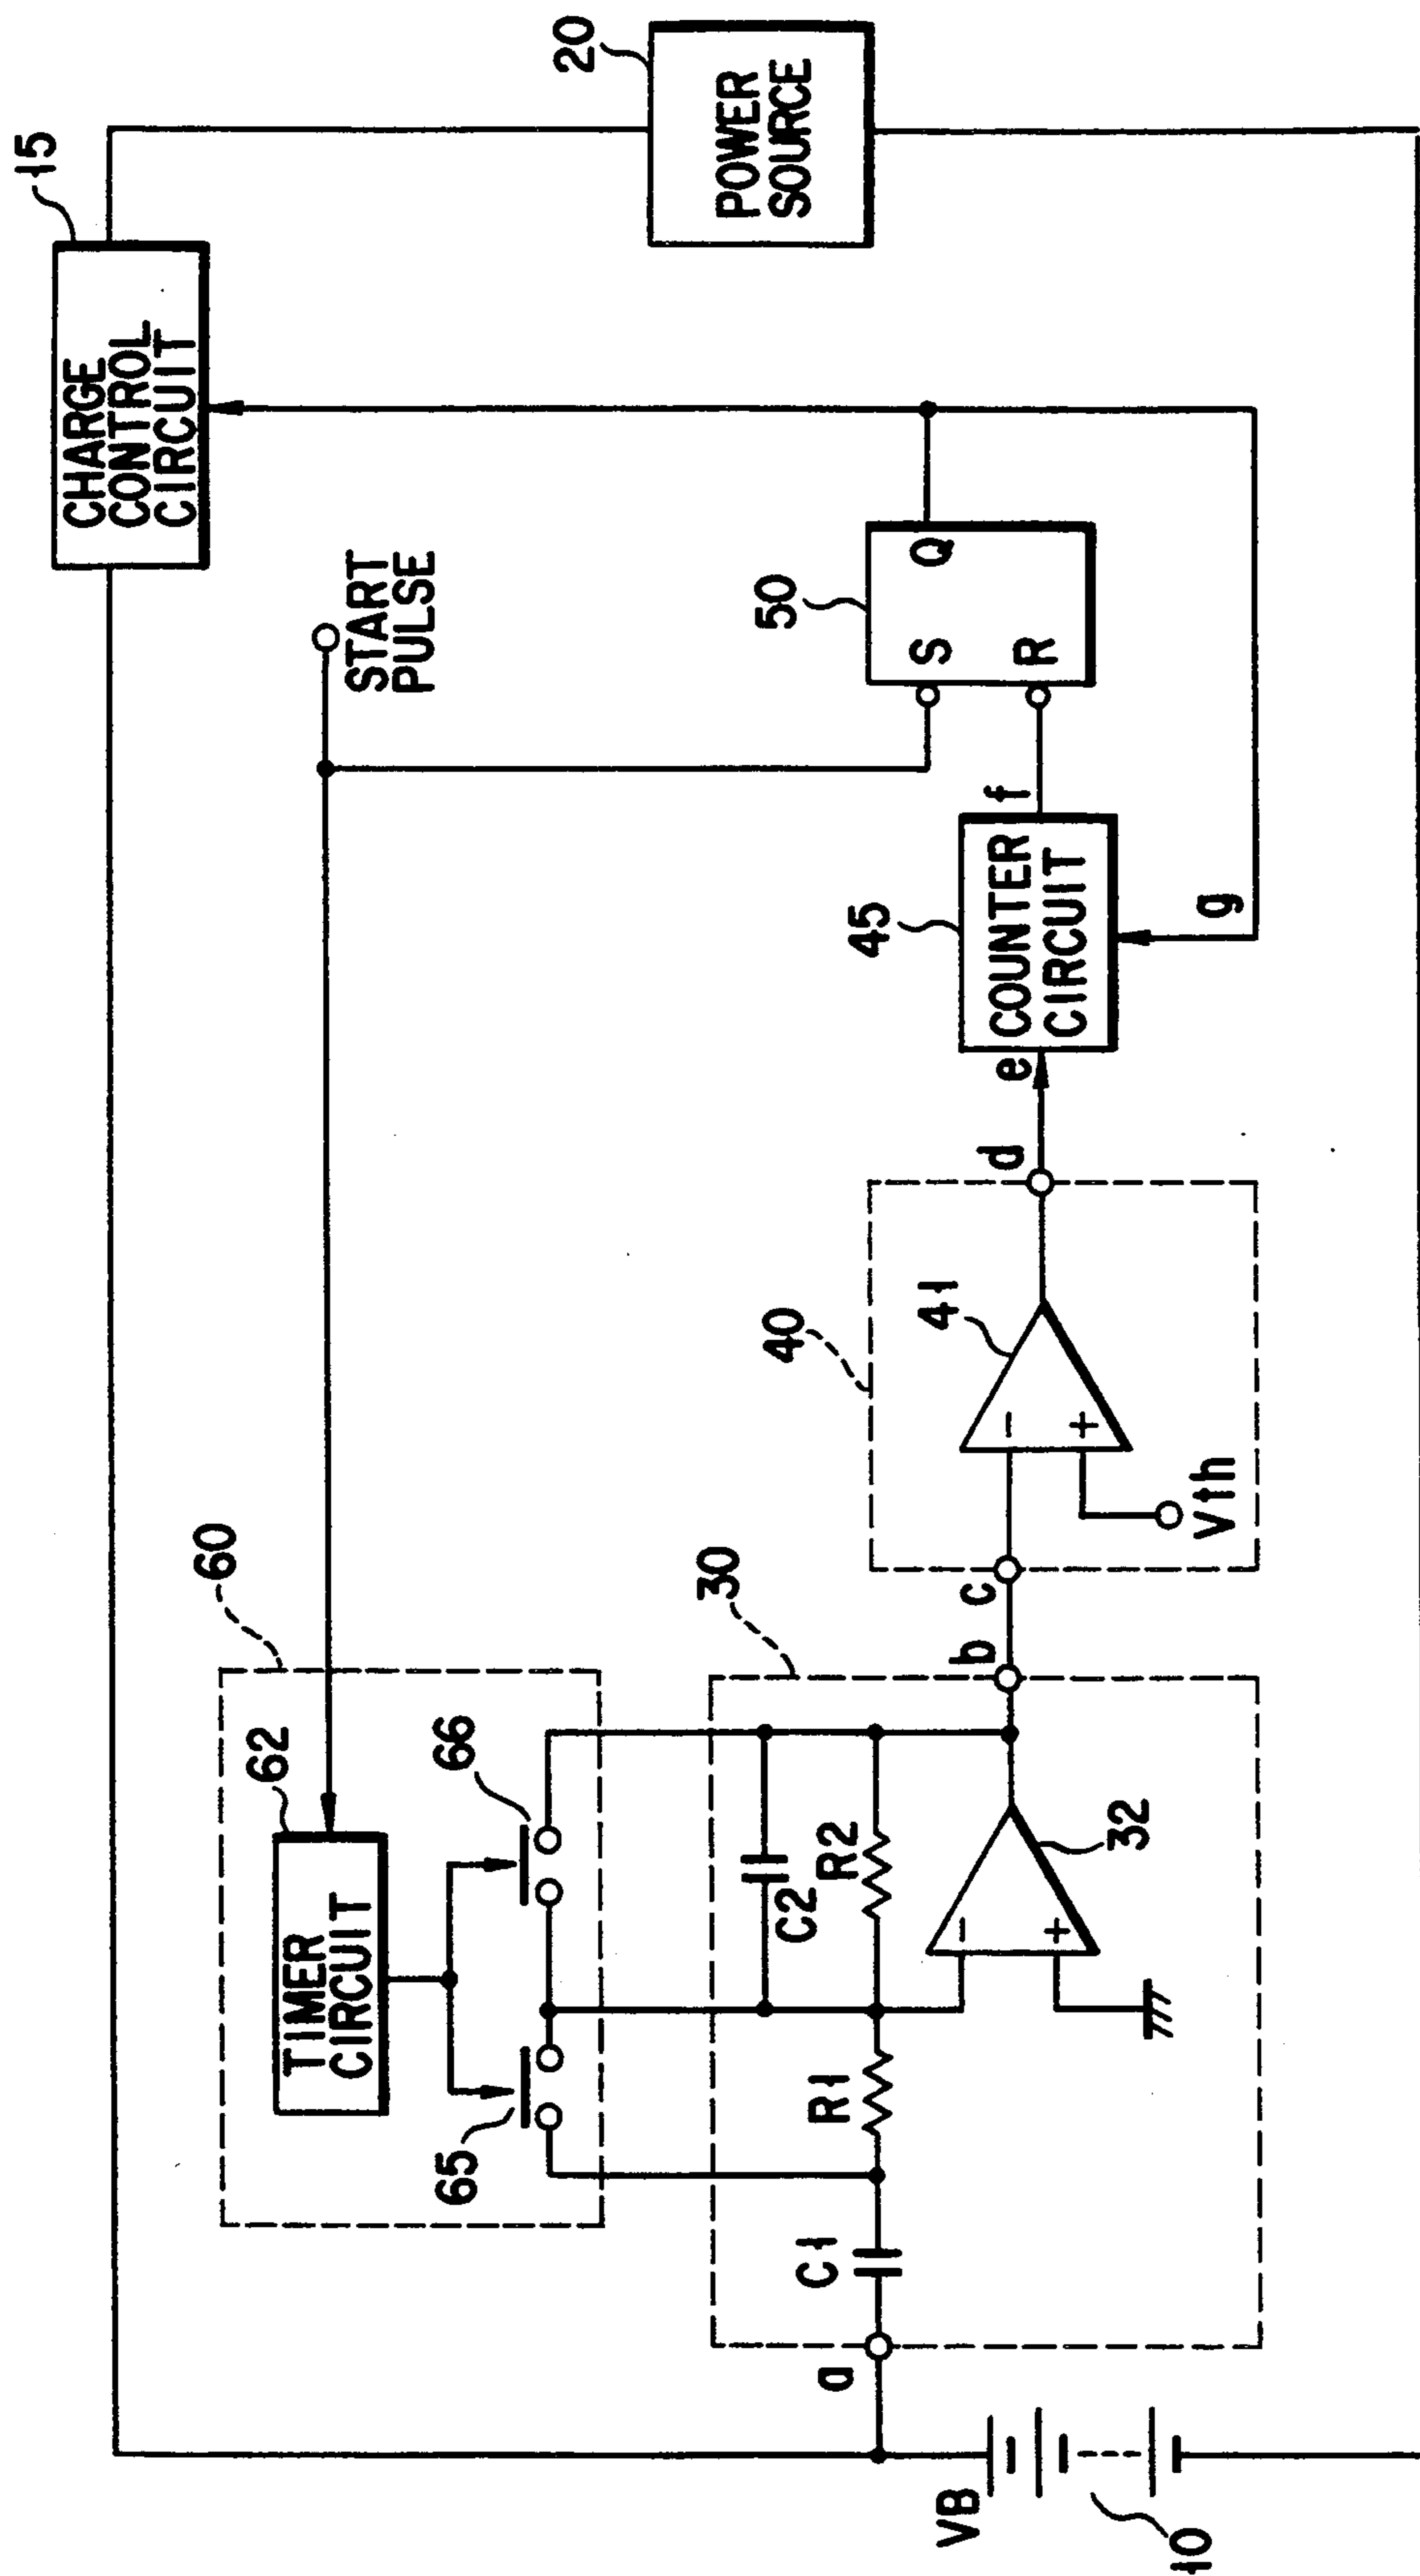 15
CHARGE
CONTROL
CIRCUIT
20
POWER
SOURCE
START
PULSE
60
62
TIMER
CIRCUIT
65
66
50
S
Q
R
30
C1
R1
C2
R2
-
+
32
a
b
40
41
-
+
Vth
c
d
45
e
COUNTER
CIRCUIT
f
g
VB
10